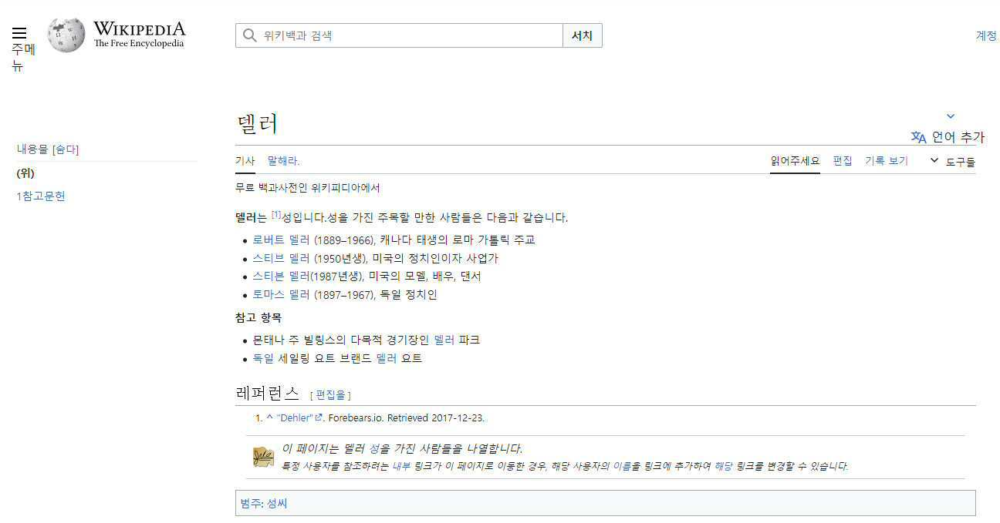 주메
뉴
WIKIPEDIA
The Free Encyclopedia
위키백과 검색
서치
계정
델러
언어 추가
내용물 [숨다]
(위)
1참고문헌
기사 말해라.
읽어주세요 편집 기록 보기 도구들
무료 백과사전인 위키피디아에서
델러는 [1]성입니다.성을 가진 주목할 만한 사람들은 다음과 같습니다.
• 로버트 델러 (1889–1966), 캐나다 태생의 로마 가톨릭 주교
• 스티브 델러 (1950년생), 미국의 정치인이자 사업가
• 스티븐 델러(1987년생), 미국의 모델, 배우, 댄서
• 토마스 델러 (1897–1967), 독일 정치인
참고 항목
• 몬태나 주 빌링스의 다목적 경기장인 델러 파크
• 독일 세일링 요트 브랜드 델러 요트
레퍼런스 [ 편집을 ]
1. ^ "Dehler". Forebears.io. Retrieved 2017-12-23.
이 페이지는 델러 성을 가진 사람들을 나열합니다.
특정 사용자를 참조하려는 내부 링크가 이 페이지로 이동한 경우, 해당 사용자의 이름을 링크에 추가하여 해당 링크를 변경할 수 있습니다.
범주: 성씨